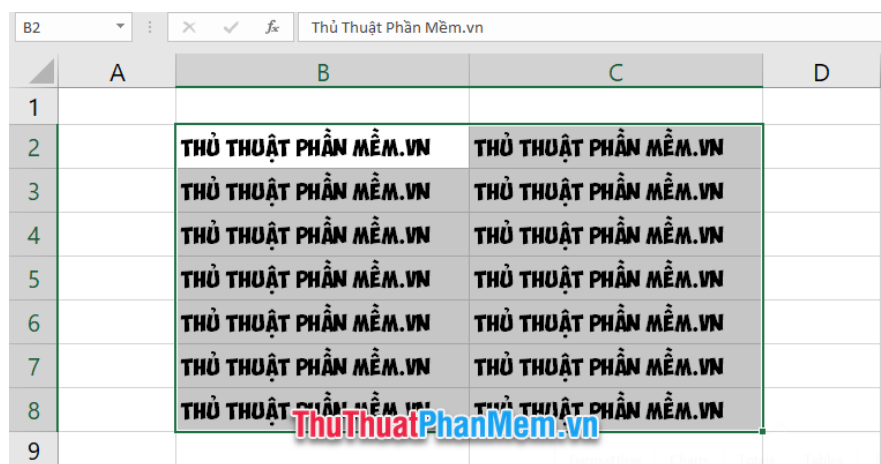 B2 fx Thủ Thuật Phần Mềm.vn
A B C D
1
2 THỦ THUẬT PHẦN MỀM.VN THỦ THUẬT PHẦN MỀM.VN
3 THỦ THUẬT PHẦN MỀM.VN THỦ THUẬT PHẦN MỀM.VN
4 THỦ THUẬT PHẦN MỀM.VN THỦ THUẬT PHẦN MỀM.VN
5 THỦ THUẬT PHẦN MỀM.VN THỦ THUẬT PHẦN MỀM.VN
6 THỦ THUẬT PHẦN MỀM.VN THỦ THUẬT PHẦN MỀM.VN
7 THỦ THUẬT PHẦN MỀM.VN THỦ THUẬT PHẦN MỀM.VN
8 THỦ THUẬT PHẦN MỀM.VN THỦ THUẬT PHẦN MỀM.VN
ThuThuatPhanMem.vn
9